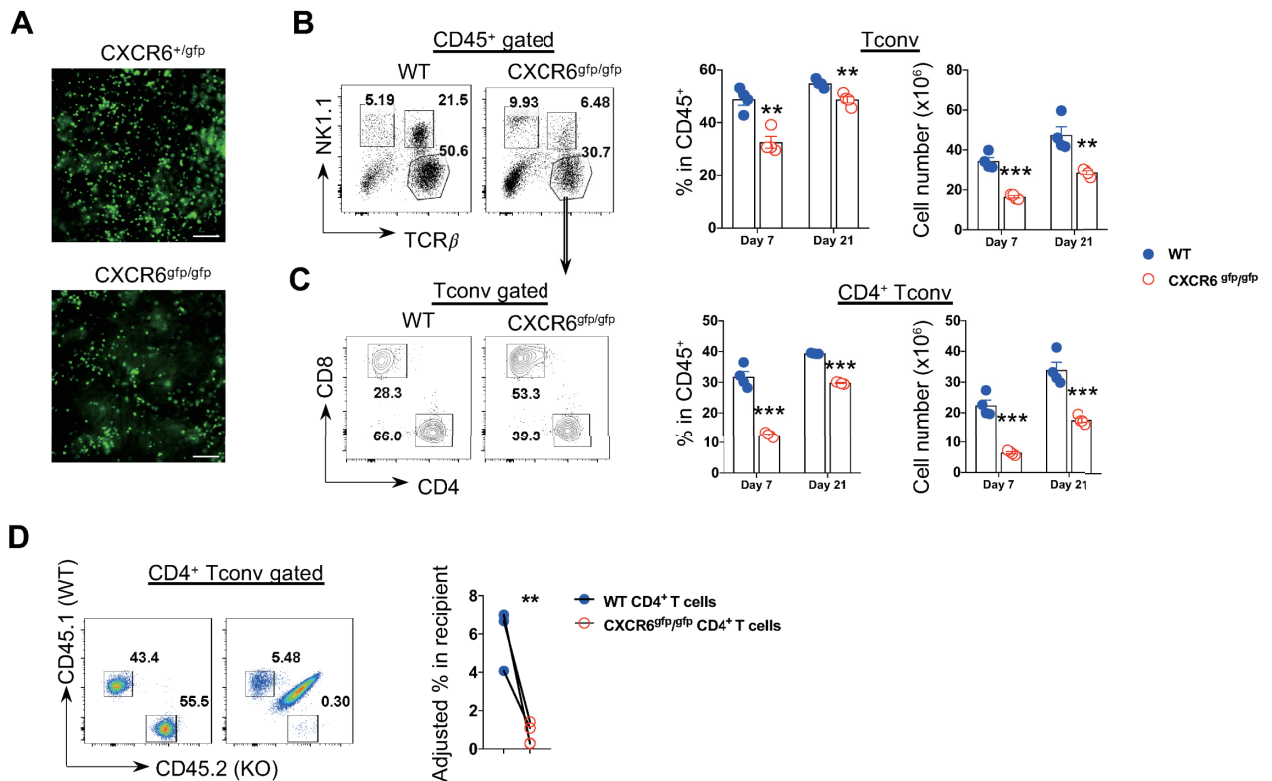 A
CXCR6+/gfp
CXCR6gfp/gfp
B
CD45+ gated
WT
CXCR6gfp/gfp
5.19
21.5
50.6
9.93
6.48
30.7
NK1.1
TCRβ
Tconv
% in CD45+
60
40
20
0
Day 7
Day 21
**
**
Cell number (x106)
80
60
40
20
0
Day 7
Day 21
***
**
WT
CXCR6 gfp/gfp
C
Tconv gated
WT
CXCR6gfp/gfp
28.3
66.0
53.3
39.3
CD8
CD4
CD4+ Tconv
% in CD45+
50
40
30
20
10
0
Day 7
Day 21
***
***
Cell number (x106)
50
40
30
20
10
0
Day 7
Day 21
***
***
D
CD4+ Tconv gated
CD45.1 (WT)
CD45.2 (KO)
43.4
55.5
5.48
0.30
Adjusted % in recipient
8
6
4
2
0
**
WT CD4+ T cells
CXCR6gfp/gfp CD4+ T cells